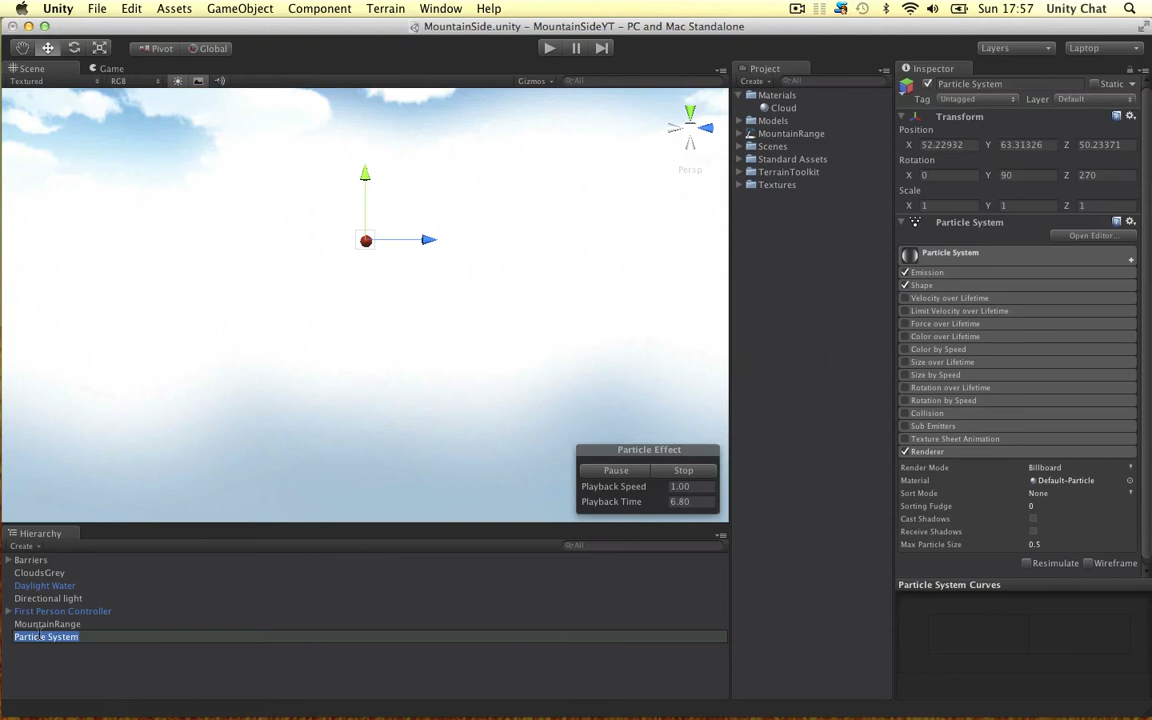 Unity File Edit Assets GameObject Component Terrain Window Help Sun 17:57 Unity Chat
MountainSide.unity - MountainSideYT - PC and Mac Standalone
Pivot Global Layers Laptop
Scene Game
Textured RGB Gizmos All
Persp
Particle Effect
Pause Stop
Playback Speed 1.00
Playback Time 6.80
Hierarchy
Create All
Barriers
CloudsGrey
Daylight Water
Directional light
First Person Controller
MountainRange
Particle System
Project
Create All
Materials
Cloud
Models
MountainRange
Scenes
Standard Assets
TerrainToolkit
Textures
Inspector
Particle System Static
Tag Untagged Layer Default
Transform
Position
X 52.22932 Y 63.31326 Z 50.23371
Rotation
X 0 Y 90 Z 270
Scale
X 1 Y 1 Z 1
Particle System
Open Editor...
Particle System
Emission
Shape
Velocity over Lifetime
Limit Velocity over Lifetime
Force over Lifetime
Color over Lifetime
Color by Speed
Size over Lifetime
Size by Speed
Rotation over Lifetime
Rotation by Speed
Collision
Sub Emitters
Texture Sheet Animation
Renderer
Render Mode Billboard
Material Default-Particle
Sort Mode None
Sorting Fudge 0
Cast Shadows
Receive Shadows
Max Particle Size 0.5
Resimulate Wireframe
Particle System Curves